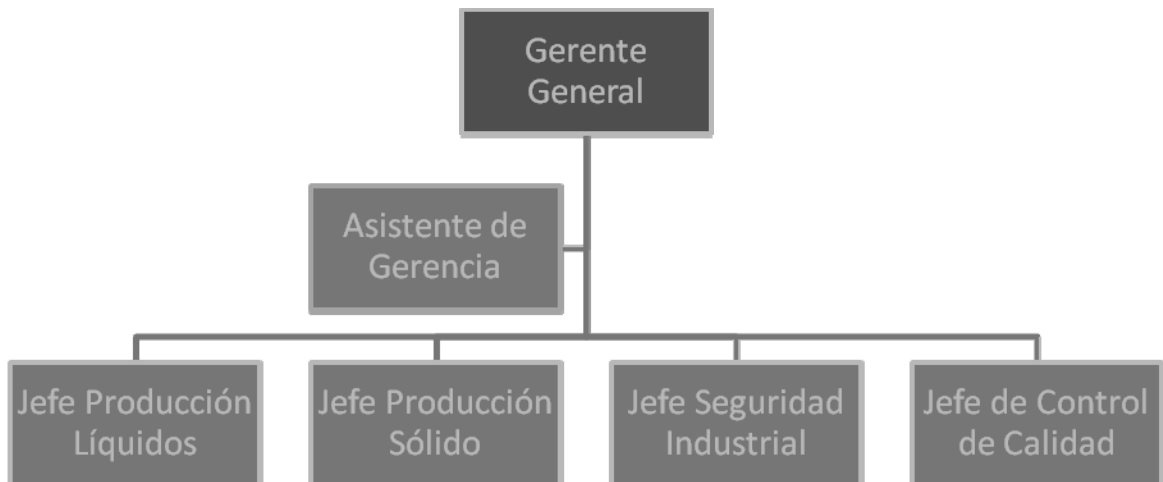 Gerente
General
Asistente de
Gerencia
Jefe Producción
Líquidos
Jefe Producción
Sólido
Jefe Seguridad
Industrial
Jefe de Control
de Calidad